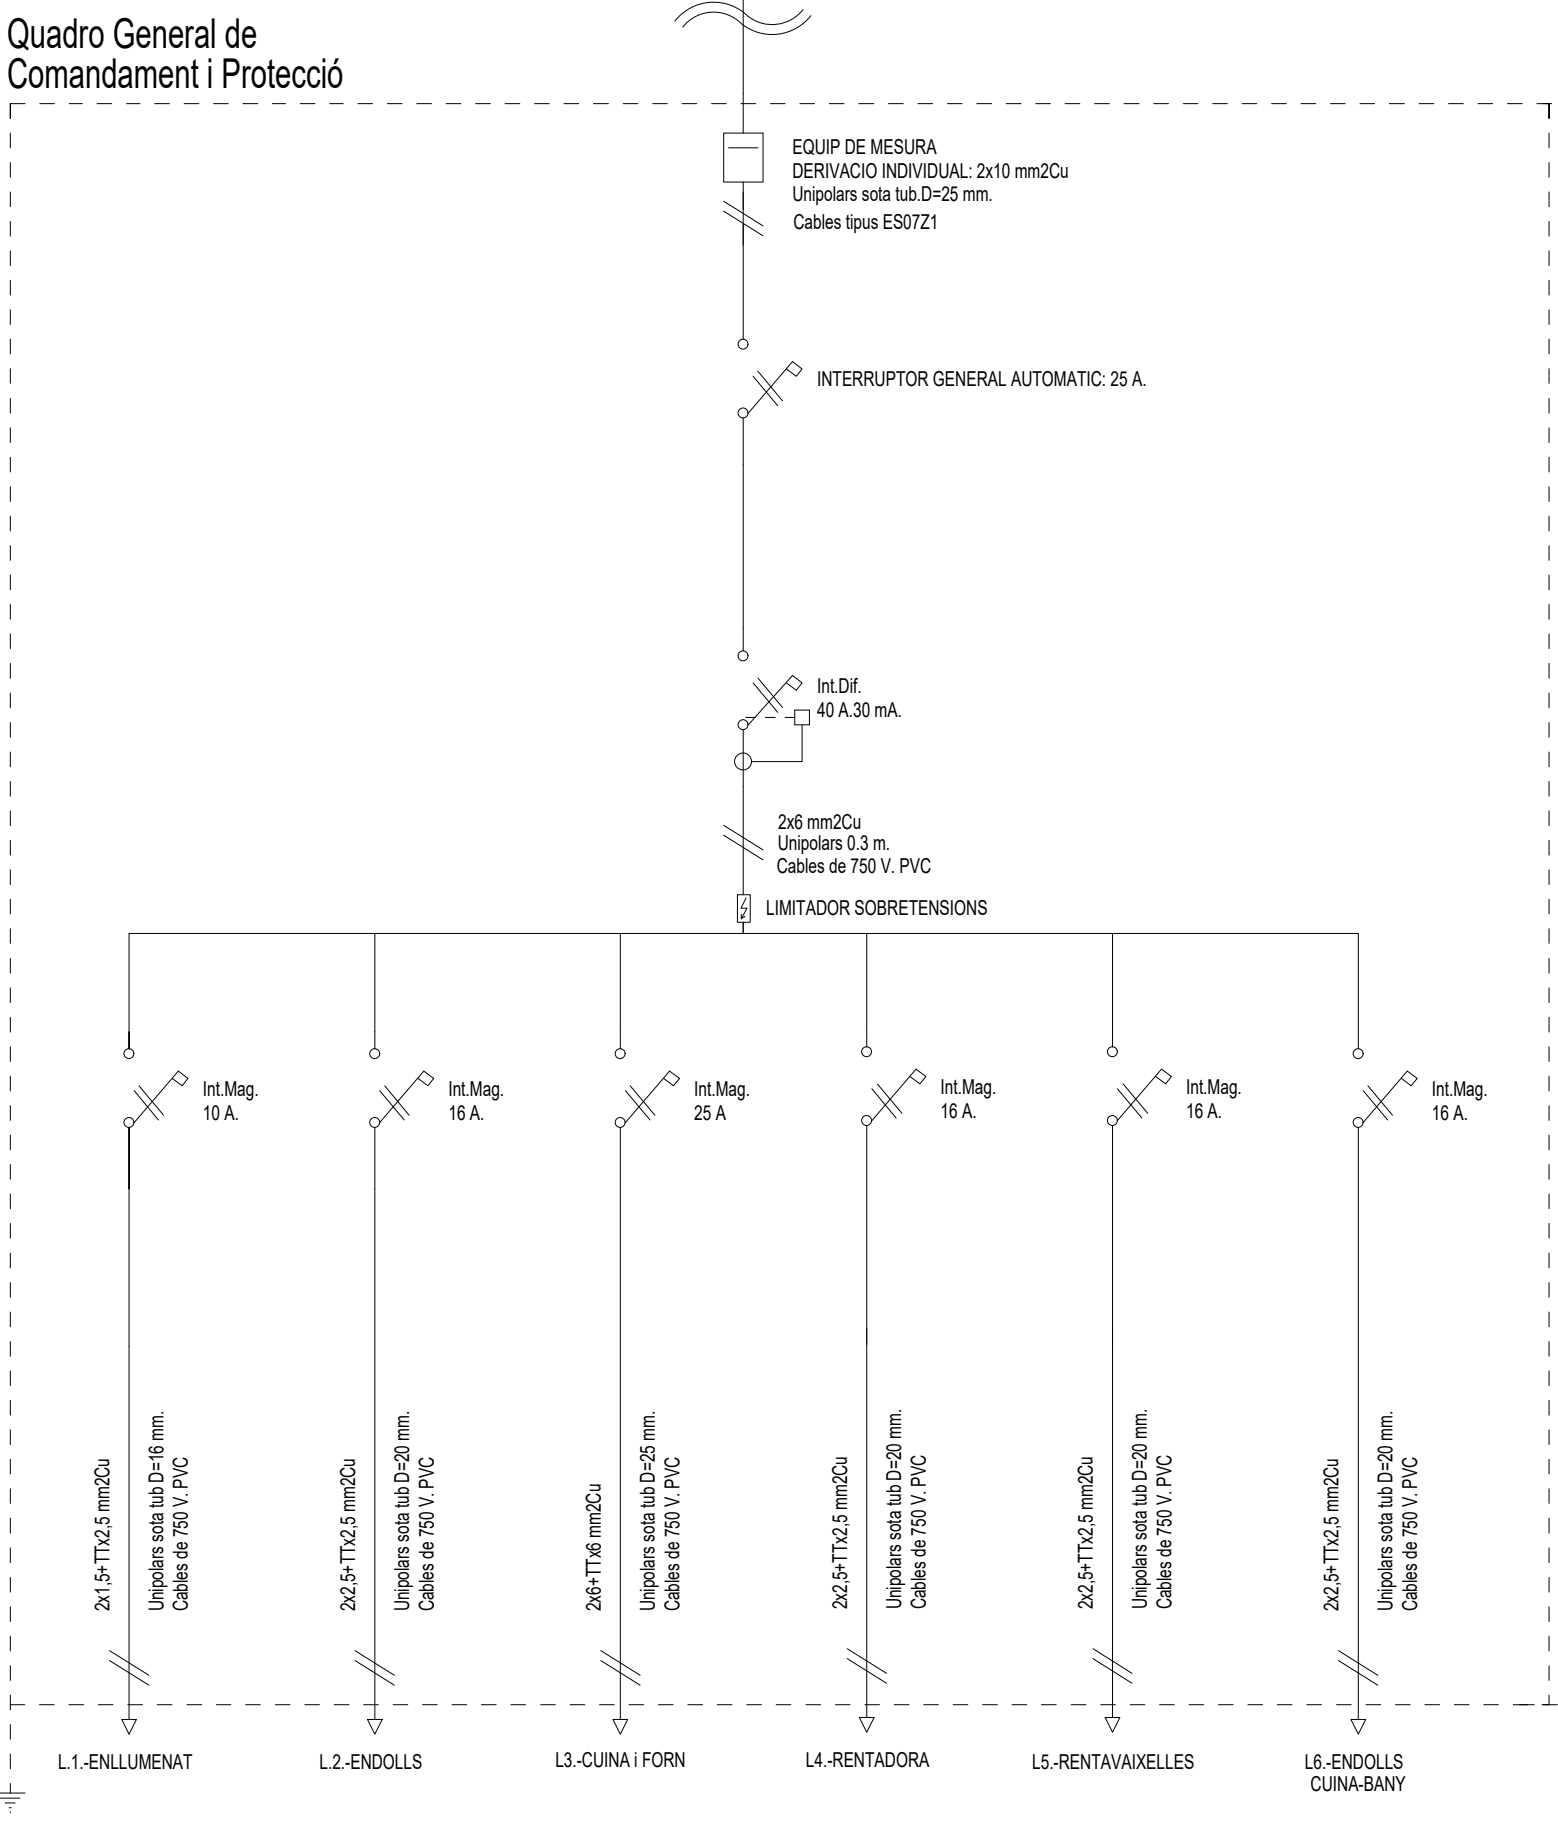 Quadro General de
Comandament i Protecció
EQUIP DE MESURA
DERIVACIO INDIVIDUAL: 2x10 mm2Cu
Unipolars sota tub.D=25 mm.
Cables tipus ES07Z1
INTERRUPTOR GENERAL AUTOMATIC: 25 A.
Int.Dif.
40 A.30 mA.
2x6 mm2Cu
Unipolars 0.3 m.
Cables de 750 V. PVC
LIMITADOR SOBRETENSIONS
Int.Mag.
10 A.
Int.Mag.
16 A.
Int.Mag.
25 A
Int.Mag.
16 A.
Int.Mag.
16 A.
Int.Mag.
16 A.
2x1,5+TTx2,5 mm2Cu
Unipolars sota tub D=16 mm.
Cables de 750 V. PVC
2x2,5+TTx2,5 mm2Cu
Unipolars sota tub D=20 mm.
Cables de 750 V. PVC
2x6+TTx6 mm2Cu
Unipolars sota tub D=25 mm.
Cables de 750 V. PVC
2x2,5+TTx2,5 mm2Cu
Unipolars sota tub D=20 mm.
Cables de 750 V. PVC
2x2,5+TTx2,5 mm2Cu
Unipolars sota tub D=20 mm.
Cables de 750 V. PVC
2x2,5+TTx2,5 mm2Cu
Unipolars sota tub D=20 mm.
Cables de 750 V. PVC
L.1.-ENLLUMENAT
L.2.-ENDOLLS
L3.-CUINA i FORN
L4.-RENTADORA
L5.-RENTAVAIXELLES
L6.-ENDOLLS
CUINA-BANY